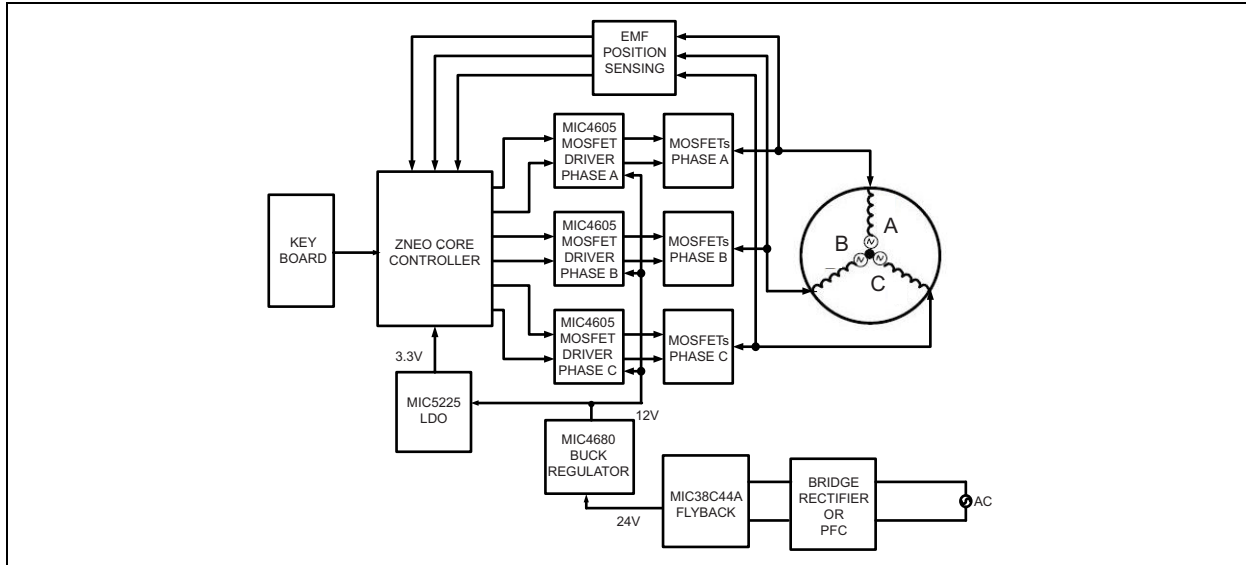 EMF
POSITION
SENSING
MIC4605
MOSFET
DRIVER
PHASE A
MOSFETs
PHASE A
KEY
BOARD
ZNEO CORE
CONTROLLER
MIC4605
MOSFET
DRIVER
PHASE B
MOSFETs
PHASE B
A
B
C
MIC4605
MOSFET
DRIVER
PHASE C
MOSFETs
PHASE C
3.3V
MIC5225
LDO
12V
MIC4680
BUCK
REGULATOR
24V
MIC38C44A
FLYBACK
BRIDGE
RECTIFIER
OR
PFC
AC